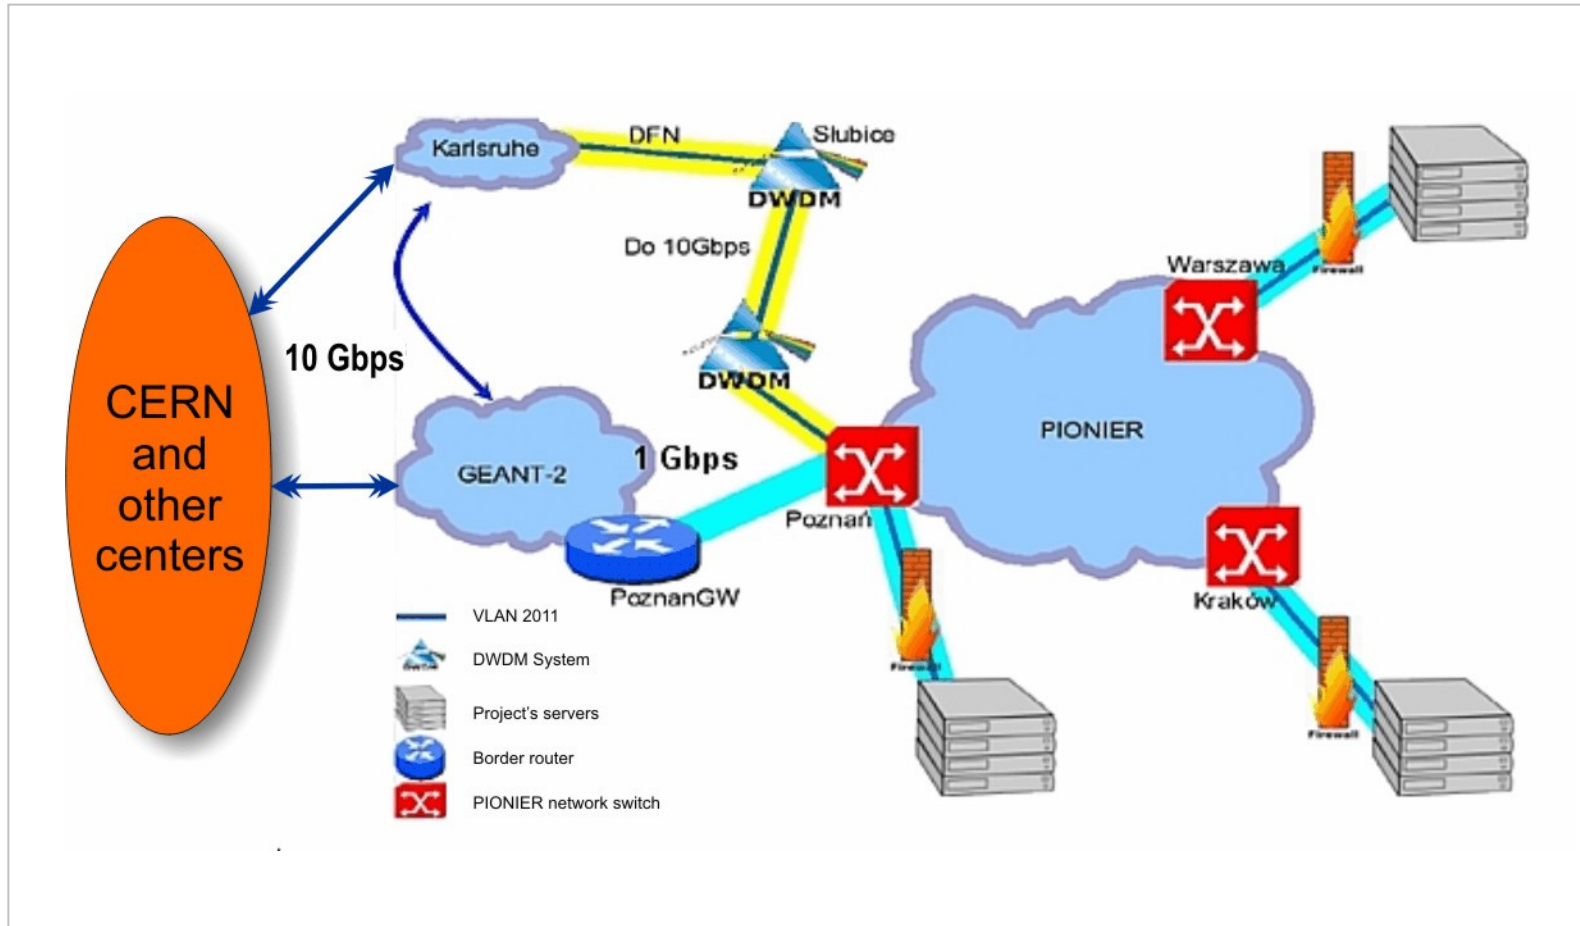 Karlsruhe
DFN
Słubice
DWDM
Do 10Gbps
Warszawa
Firewall
10 Gbps
DWDM
CERN
and
other
centers
PIONIER
GEANT-2
1 Gbps
Poznań
PoznanGW
Kraków
VLAN 2011
Firewall
DWDM System
DWDM
Project's servers
Firewall
Border router
PIONIER network switch